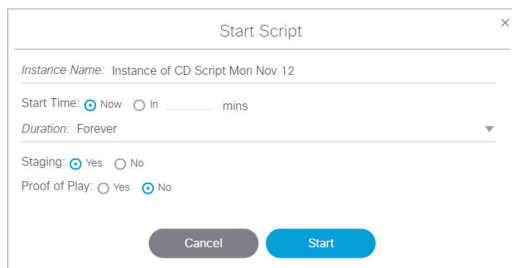 Start Script
Instance Name: Instance of CD Script Mon Nov 12
Start Time: Now In mins
Duration: Forever
Staging: Yes No
Proof of Play: Yes No
Cancel Start